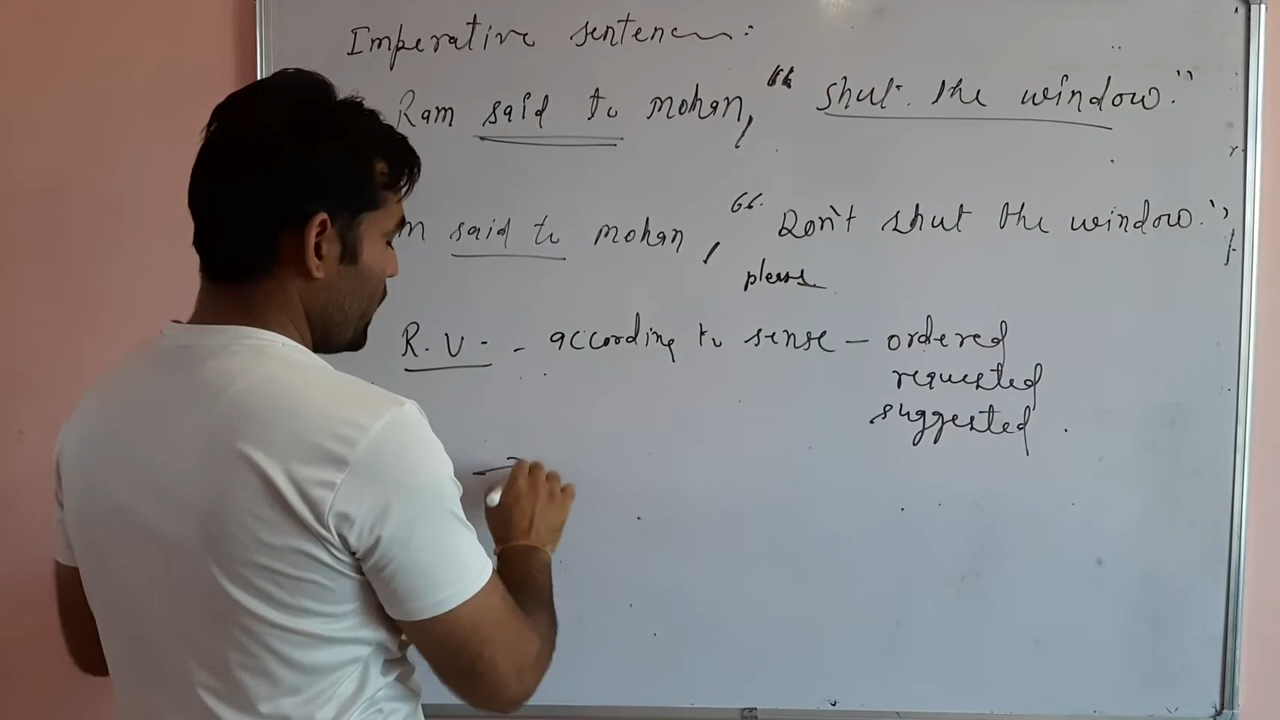 Imperative sentence:
Ram said to mohan, “ shut the window."
m said to mohan, “ Don't shut the window."
please
R.V. - according to sense - ordered
requested
suggested.